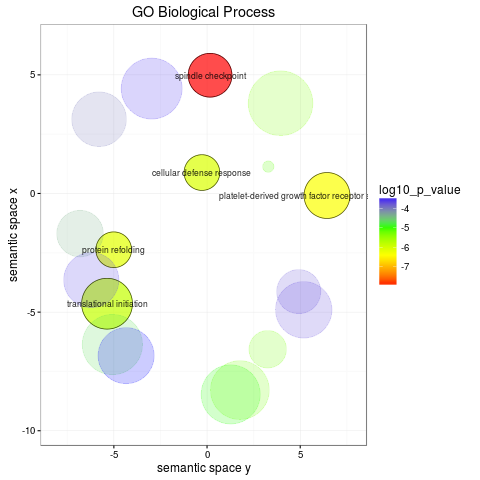 GO Biological Process
5
0
-5
-10
semantic space x
spindle checkpoint
cellular defense response
platelet-derived growth factor receptor s
protein refolding
translational initiation
-5
0
5
semantic space y
log10_p_value
-4
-5
-6
-7